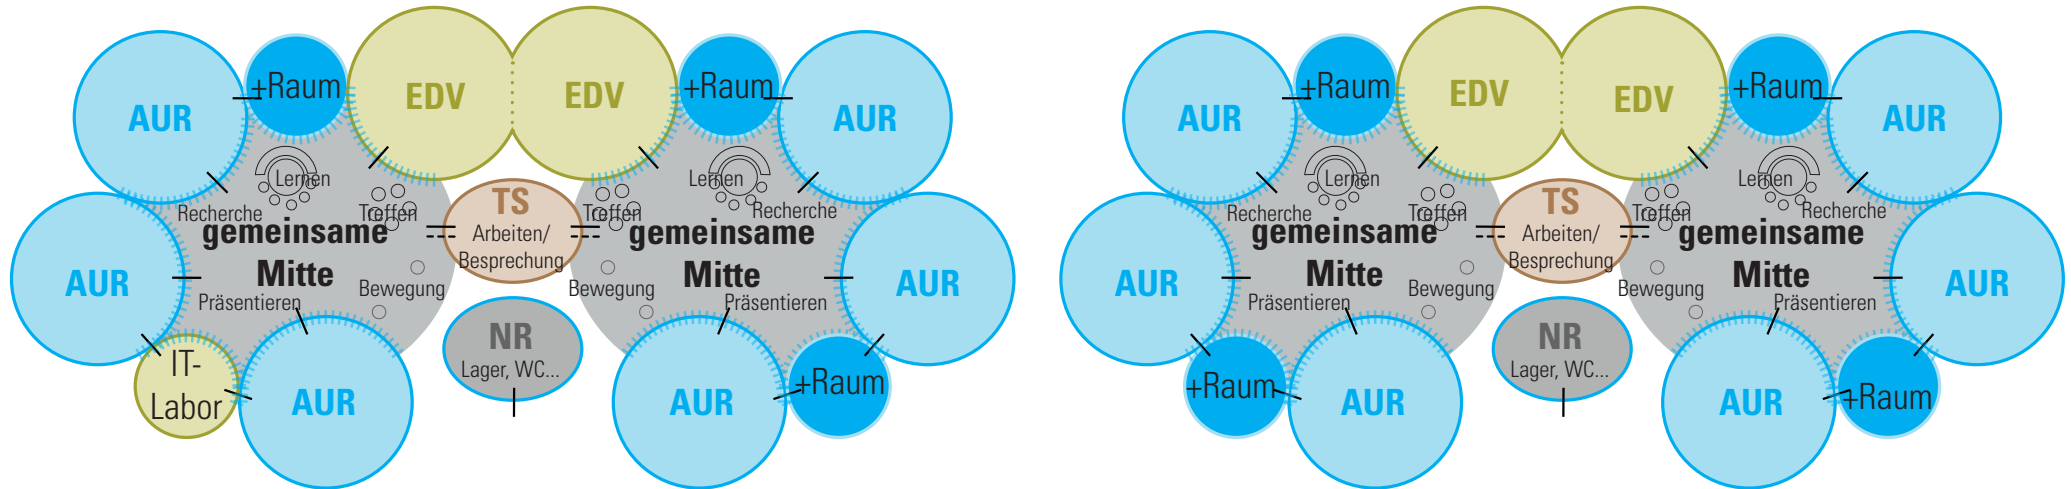 +Raum
EDV
EDV
+Raum
AUR
AUR
Lernen
Lernen
Recherche
Treffen
TS
Treffen
Recherche
gemeinsame
Mitte
Arbeiten/
Besprechung
gemeinsame
Mitte
AUR
AUR
Präsentieren
Bewegung
Bewegung
Präsentieren
NR
Lager, WC...
IT-
Labor
AUR
AUR
+Raum
+Raum
EDV
EDV
+Raum
AUR
AUR
Lernen
Lernen
Recherche
Treffen
TS
Treffen
Recherche
gemeinsame
Mitte
Arbeiten/
Besprechung
gemeinsame
Mitte
AUR
AUR
Präsentieren
Bewegung
Bewegung
Präsentieren
NR
Lager, WC...
+Raum
AUR
AUR
+Raum